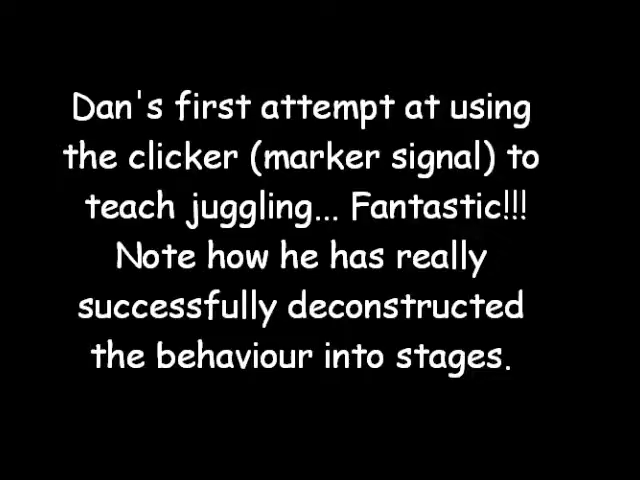 Dan's first attempt at using
the clicker (marker signal) to
teach juggling... Fantastic!!!
Note how he has really
successfully deconstructed
the behaviour into stages.